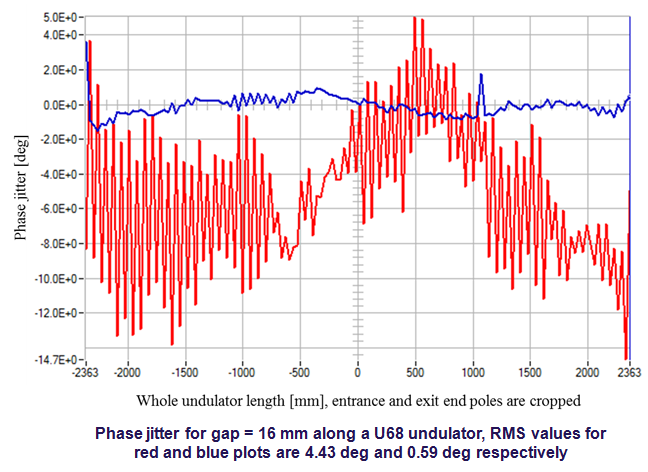 5.0E+0
4.0E+0
2.0E+0
0.0E+0
-2.0E+0
-4.0E+0
-6.0E+0
-8.0E+0
-10.0E+0
-12.0E+0
-14.7E+0
Phase jitter [deg]
-2363 -2000 -1500 -1000 -500 0 500 1000 1500 2000 2363
Whole undulator length [mm], entrance and exit end poles are cropped
Phase jitter for gap = 16 mm along a U68 undulator, RMS values for
red and blue plots are 4.43 deg and 0.59 deg respectively